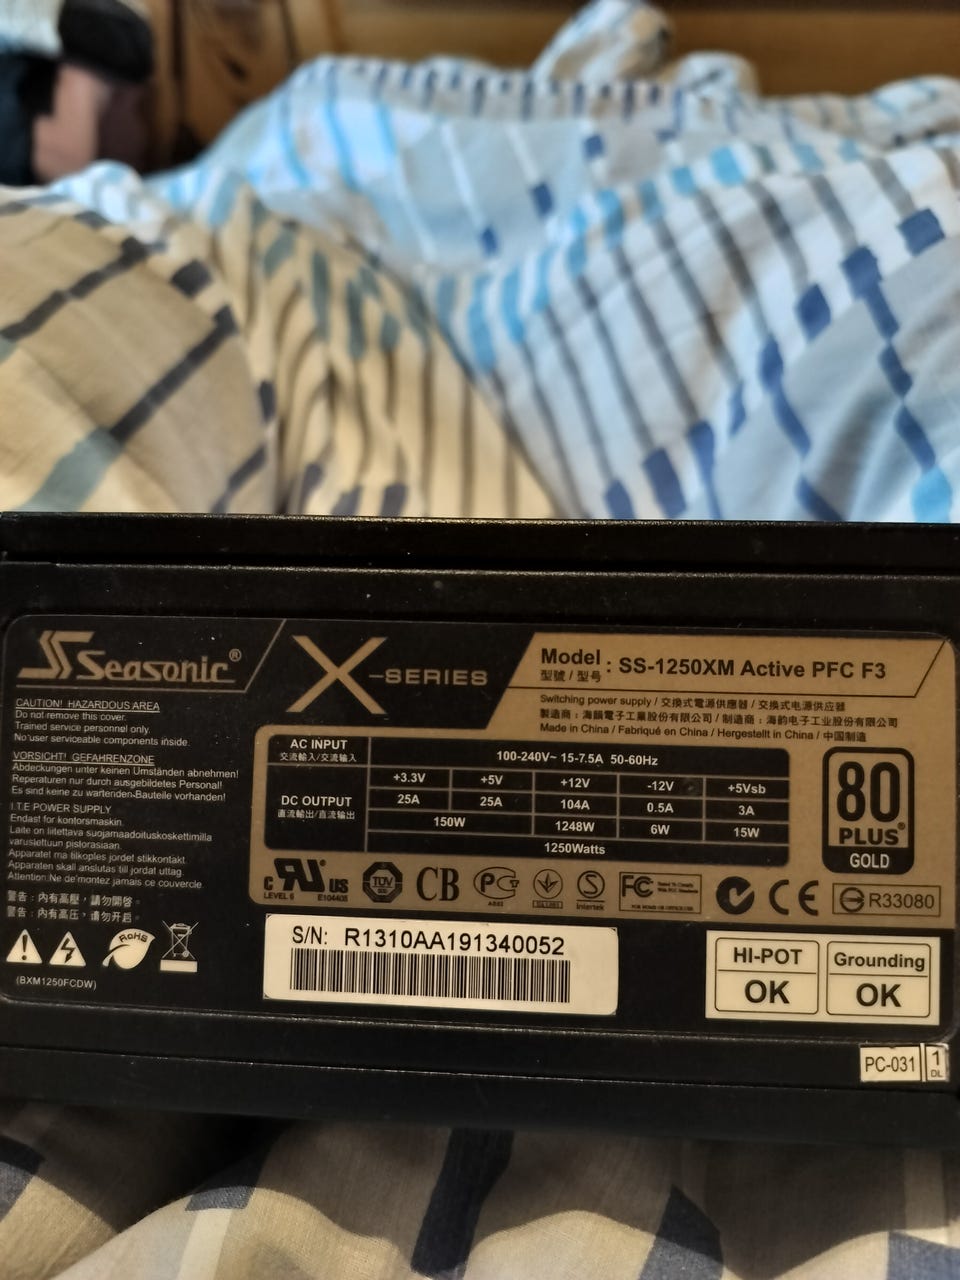 Seasonic®
X-SERIES
Model : SS-1250XM Active PFC F3
型號 / 型号
Switching power supply / 交換式電源供應器 / 交换式电源供应器
製造商：海韻電子工業股份有限公司 / 制造商：海韵电子工业股份有限公司
Made in China / Fabriqué en China / Hergestellt in China / 中国制造
CAUTION! HAZARDOUS AREA
Do not remove this cover.
Trained service personnel only.
No user serviceable components inside.
VORSICHT! GEFAHRENZONE
Abdeckungen unter keinen Umständen abnehmen!
Reperaturen nur durch ausgebildetes Personal!
Es sind keine zu wartenden Bauteile vorhanden!
I.T.E POWER SUPPLY
Endast for kontorsmaskin.
Laite on liitettava suojamaadoituskoskettimilla
varustettuun pistorasiaan.
Apparatet ma tilkoples jordet stikkontakt.
Apparaten skall anslutas till jordat uttag.
Attention:Ne de'montez jamais ce couvercle.
警告：內有高壓，請勿開啓。
警告：内有高压，请勿开启。
RoHS
(BXM1250FCDW)
AC INPUT 100-240V~ 15-7.5A 50-60Hz
交流輸入/交流输入
DC OUTPUT
直流輸出/直流输出
+3.3V +5V +12V -12V +5Vsb
25A 25A 104A 0.5A 3A
150W 1248W 6W 15W
1250Watts
80
PLUS®
GOLD
C RU US
LEVEL 6 E104405
TÜV
CB
Intertek
FC
CE
R33080
S/N: R1310AA191340052
HI-POT
OK
Grounding
OK
PC-031
1
DL